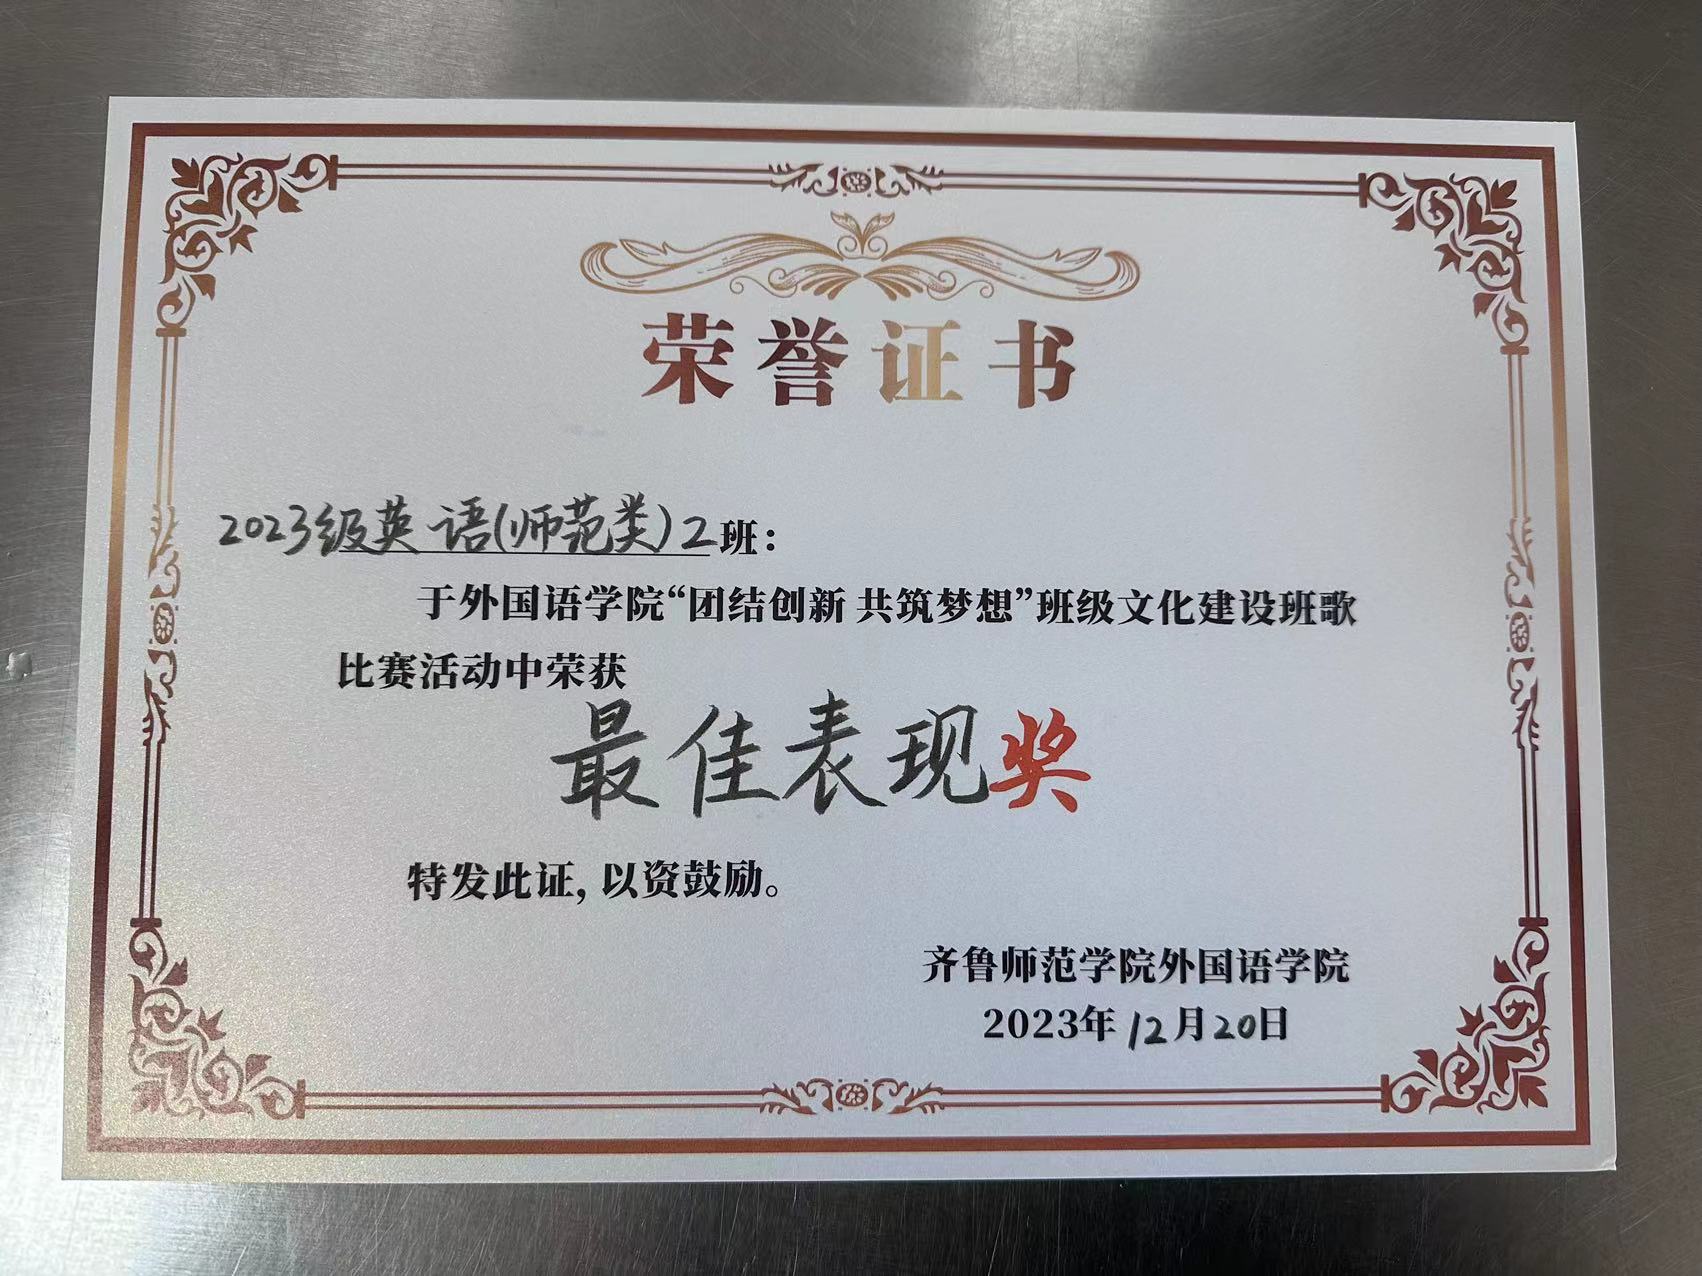 荣誉证书
2023级英语(师范类)2班：
于外国语学院“团结创新 共筑梦想”班级文化建设班歌
比赛活动中荣获
最佳表现奖
特发此证, 以资鼓励。
齐鲁师范学院外国语学院
2023年12月20日